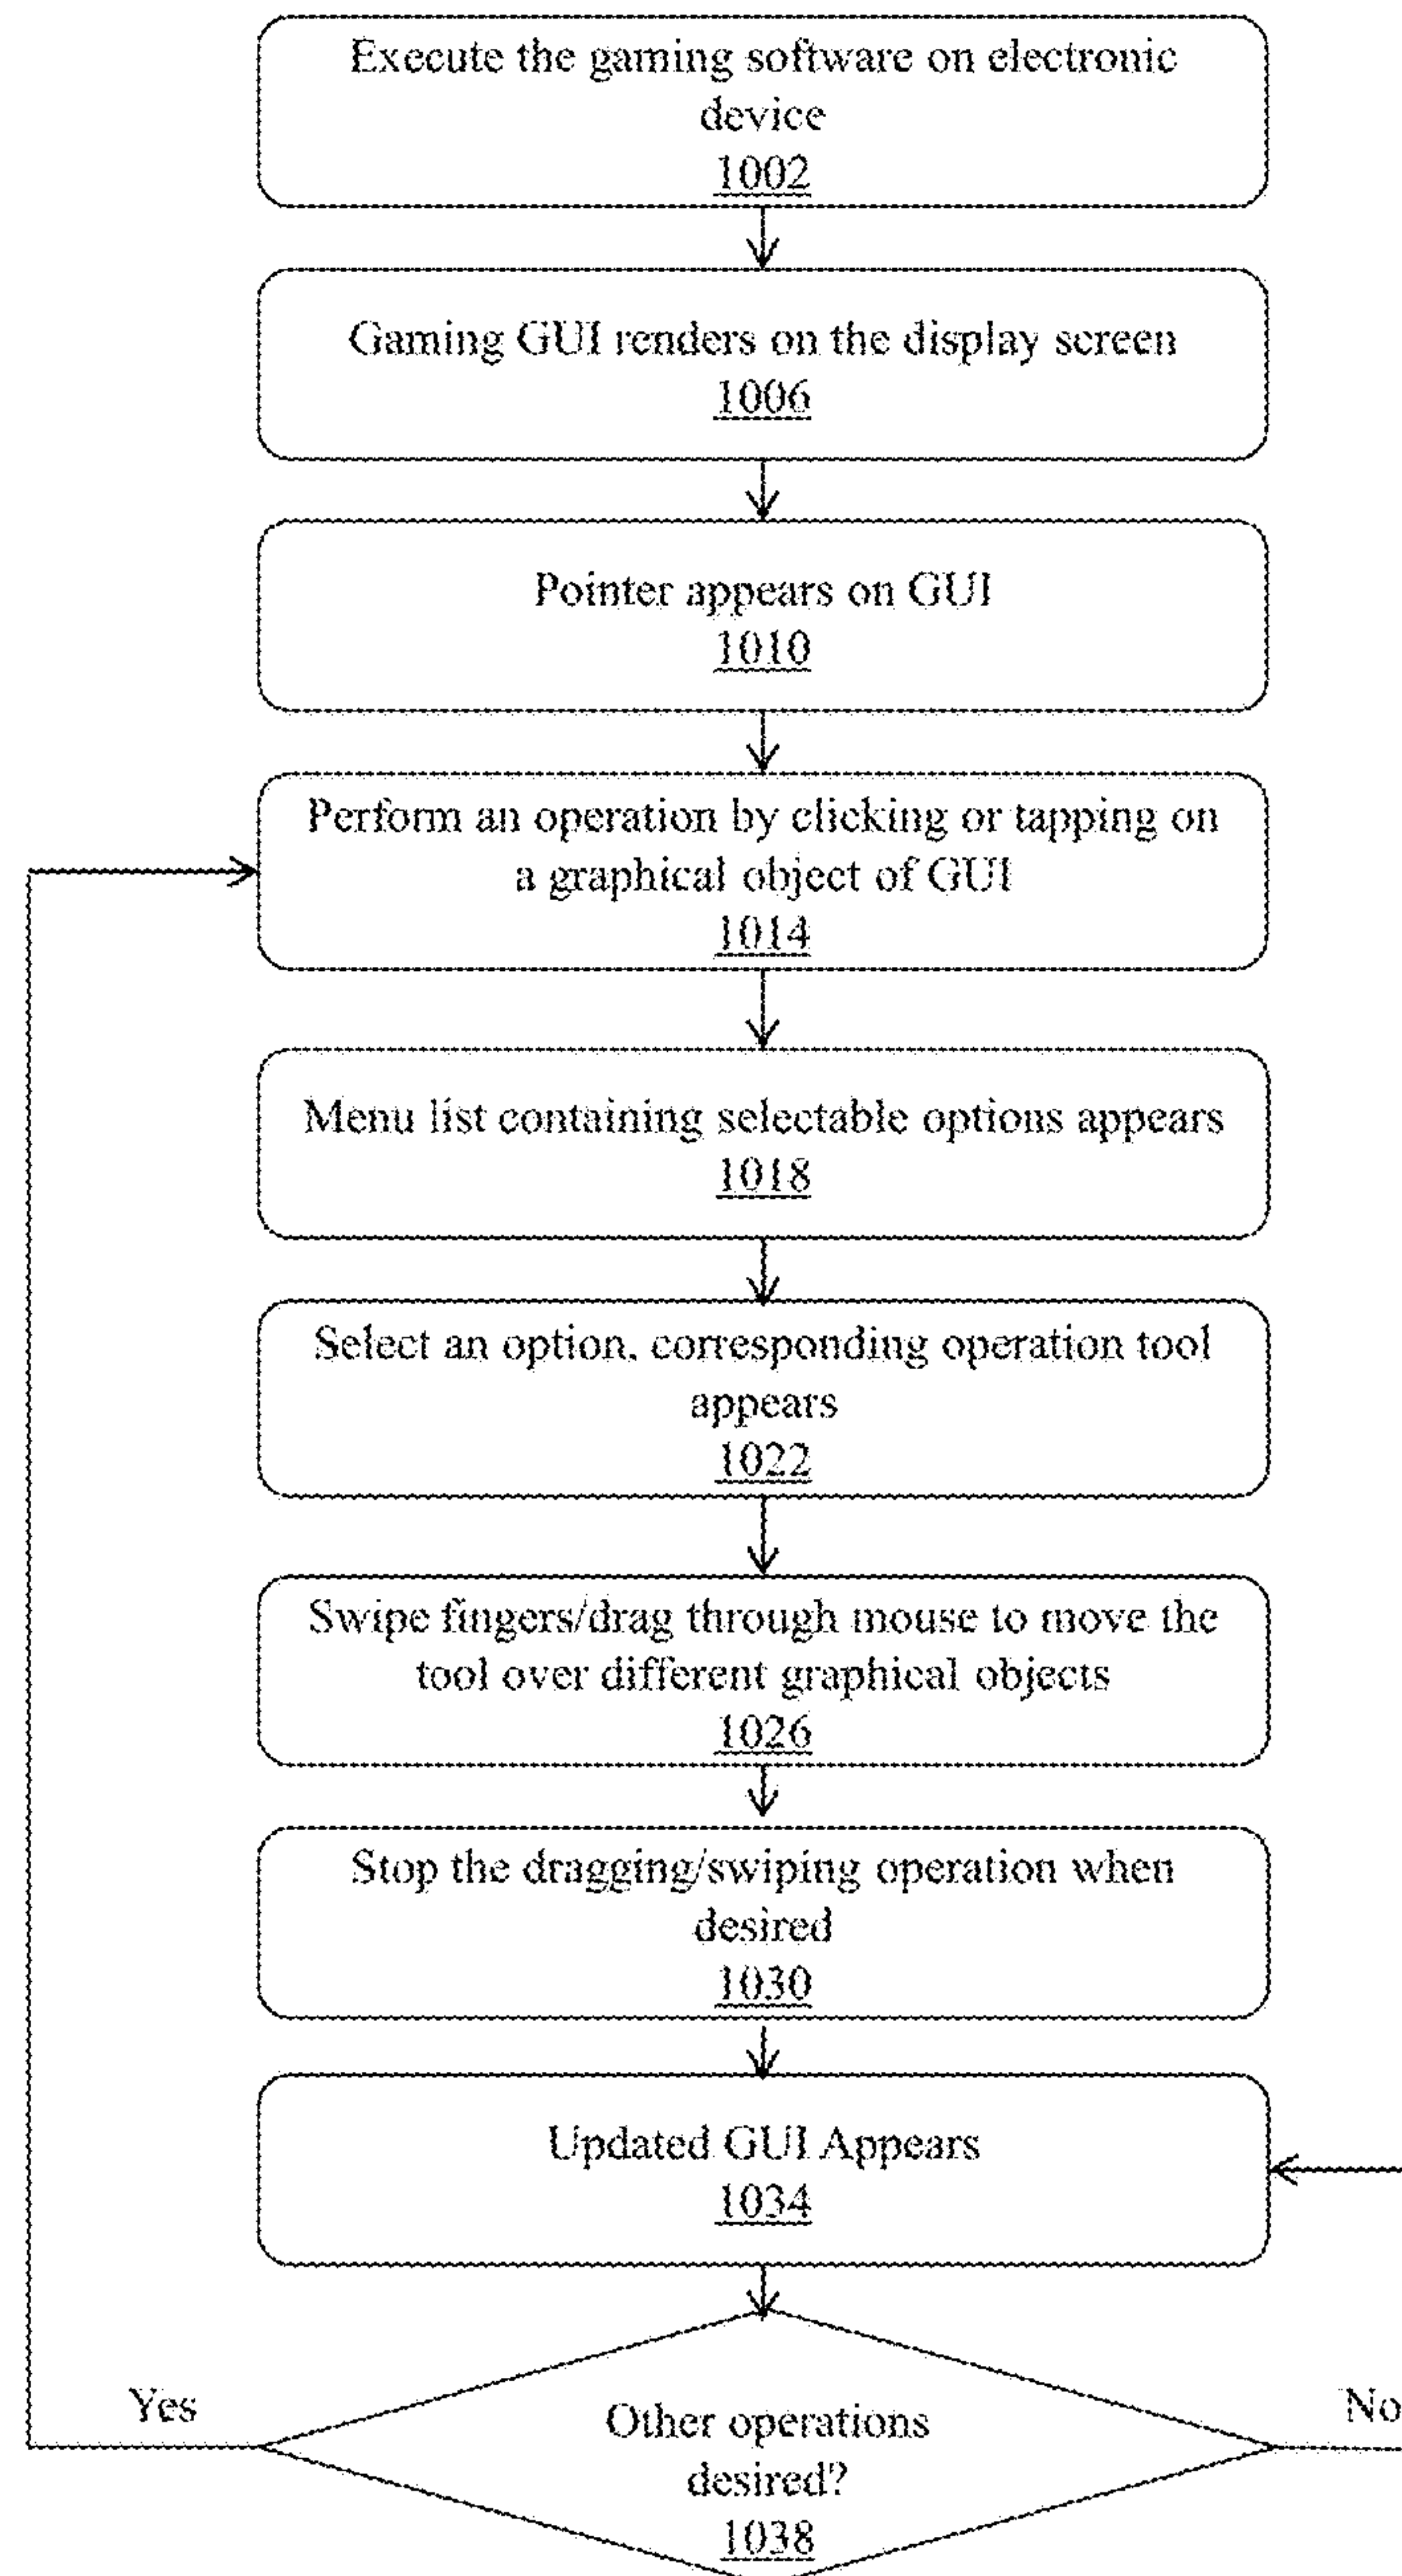 Execute the gaming software on electronic
device
1002
Gaming GUI renders on the display screen
1006
Pointer appears on GUI
1010
Perform an operation by clicking or tapping on
a graphical object of GUI
1014
Menu list containing selectable options appears
1018
Select an option, corresponding operation tool
appears
1022
Swipe fingers/drag through mouse to move the
tool over different graphical objects
1026
Stop the dragging/swiping operation when
desired
1030
Updated GUI Appears
1034
Yes
No
Other operations
desired?
1038